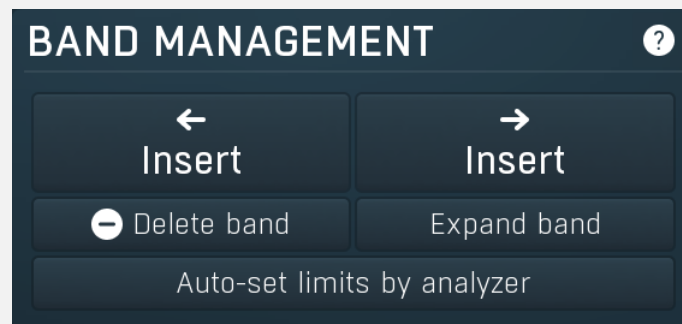 BAND MANAGEMENT ?
← →
Insert Insert
Delete band Expand band
Auto-set limits by analyzer